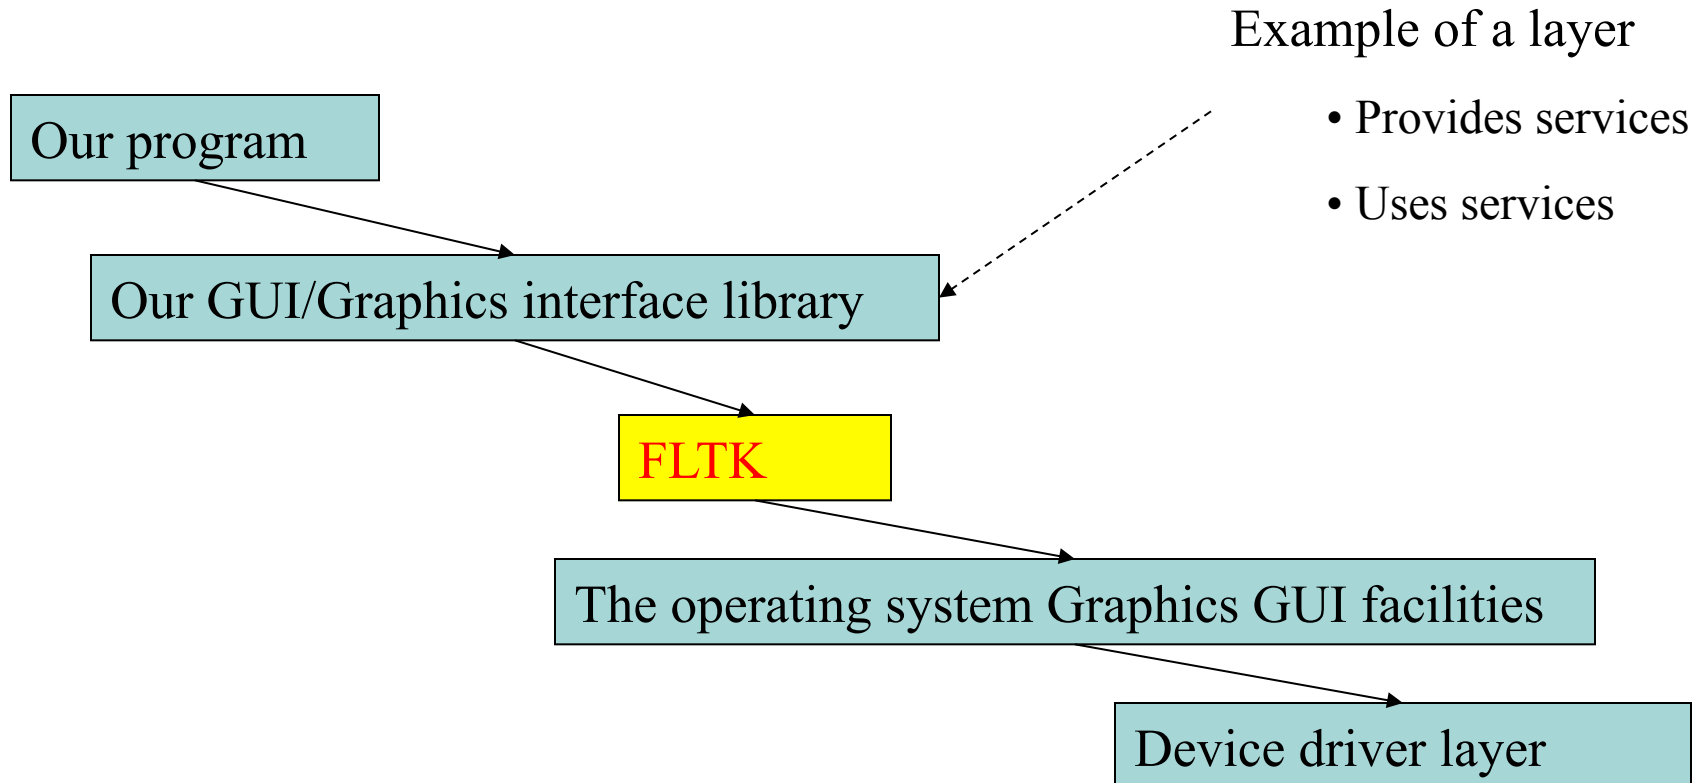 Example of a layer
• Provides services
• Uses services
Our program
Our GUI/Graphics interface library
FLTK
The operating system Graphics GUI facilities
Device driver layer